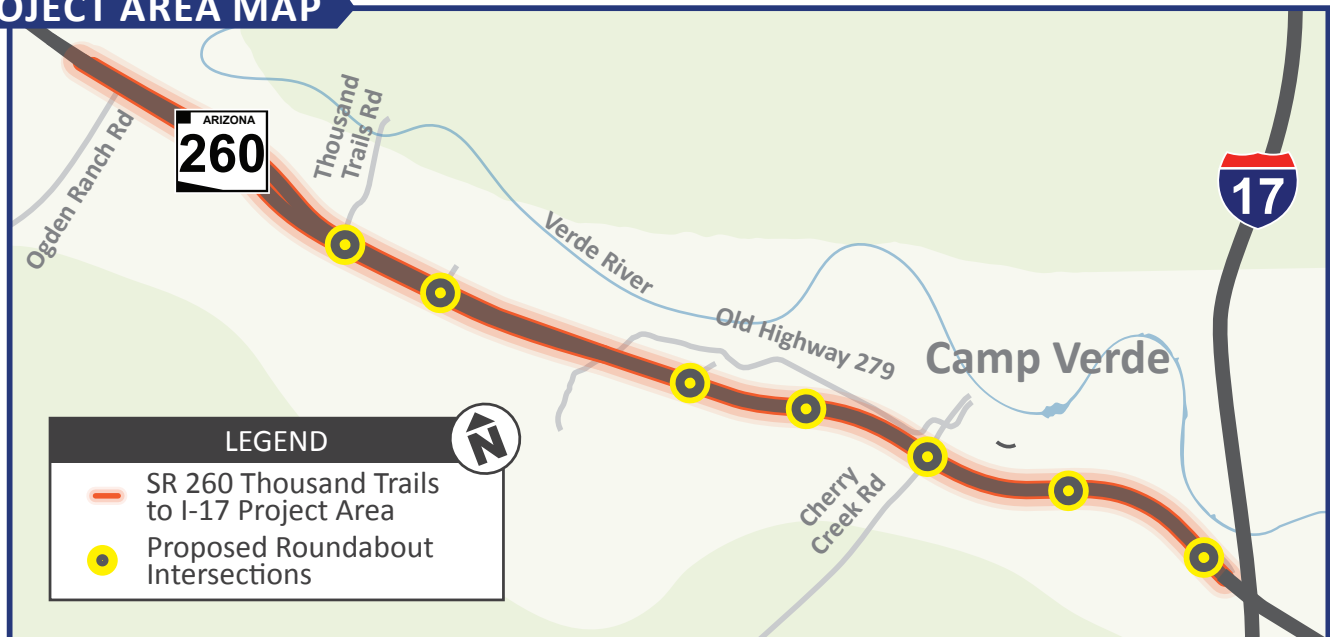 PROJECT AREA MAP
ARIZONA
260
Thousand
Trails Rd
Ogden Ranch Rd
17
Verde River
Old Highway 279
Camp Verde
Cherry
Creek Rd
LEGEND
N
SR 260 Thousand Trails
to I-17 Project Area
Proposed Roundabout
Intersections